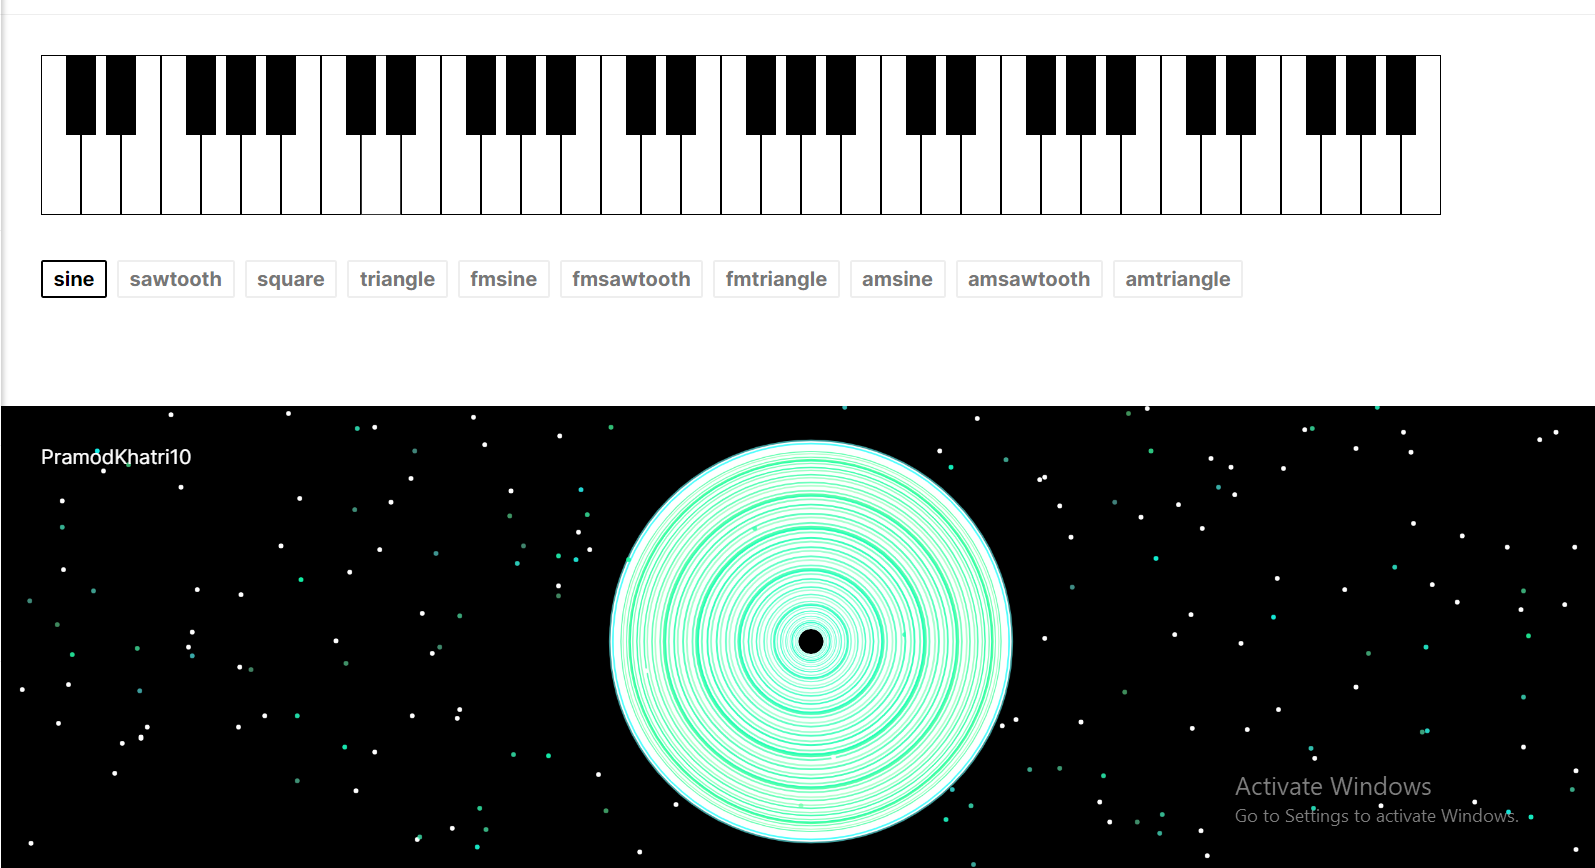 sine sawtooth square triangle fmsine fmsawtooth fmtriangle amsine amsawtooth amtriangle
PramodKhatri10
Activate Windows
Go to Settings to activate Windows.